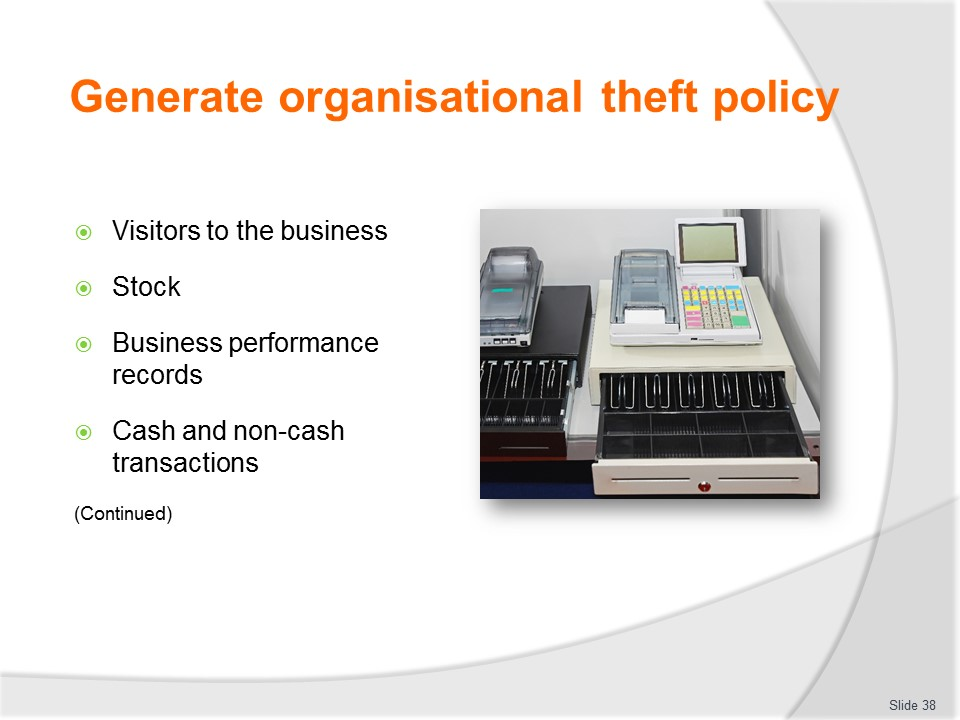 Generate organisational theft policy
Visitors to the business
Stock
Business performance
records
Cash and non-cash
transactions
(Continued)
Slide 38